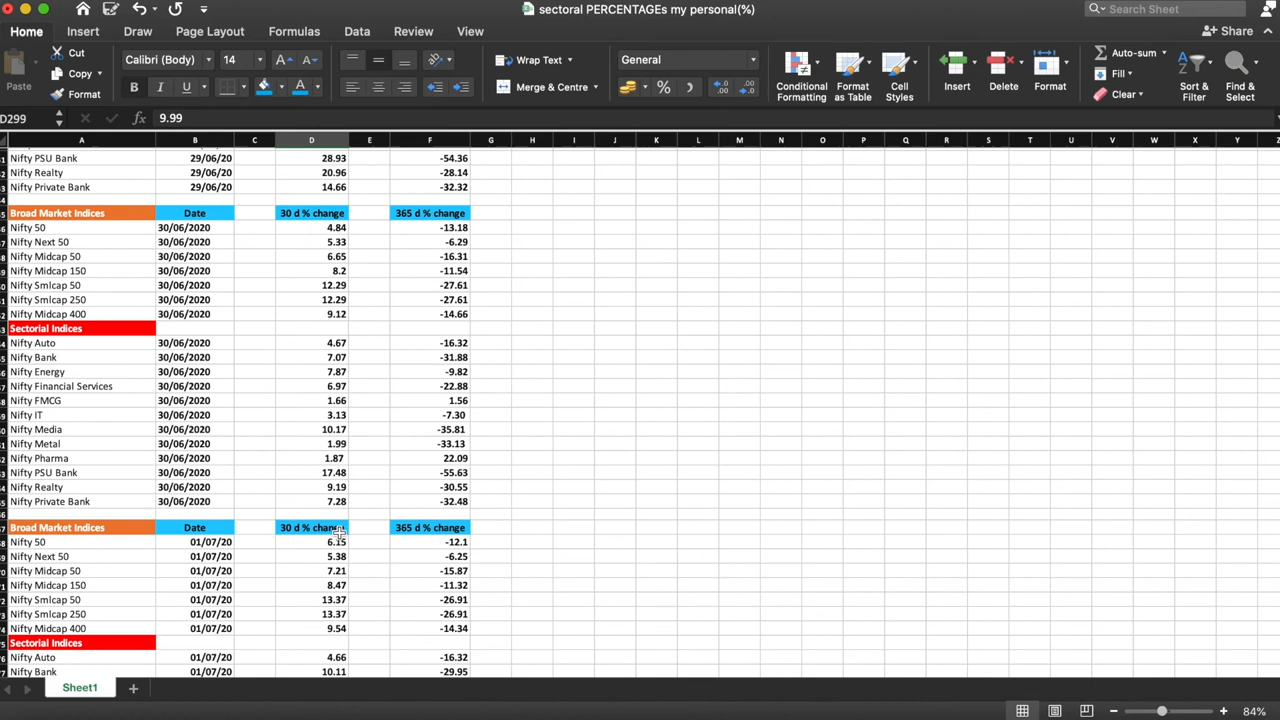 sectoral PERCENTAGEs my personal(%)
Search Sheet
Home Insert Draw Page Layout Formulas Data Review View Share
Paste
Cut
Copy
Format
Calibri (Body) 14 A A
B I U A
Wrap Text
Merge & Centre
General
%
Conditional Formatting
Format as Table
Cell Styles
Insert
Delete
Format
Auto-sum
Fill
Clear
Sort & Filter
Find & Select
D299 fx 9.99
A B C D E F G H I J K L M N O P Q R S T U V W X Y Z
Nifty PSU Bank 29/06/20 28.93 -54.36
Nifty Realty 29/06/20 20.96 -28.14
Nifty Private Bank 29/06/20 14.66 -32.32
Broad Market Indices Date 30 d % change 365 d % change
Nifty 50 30/06/2020 4.84 -13.18
Nifty Next 50 30/06/2020 5.33 -6.29
Nifty Midcap 50 30/06/2020 6.65 -16.31
Nifty Midcap 150 30/06/2020 8.2 -11.54
Nifty Smlcap 50 30/06/2020 12.29 -27.61
Nifty Smlcap 250 30/06/2020 12.29 -27.61
Nifty Midcap 400 30/06/2020 9.12 -14.66
Sectorial Indices
Nifty Auto 30/06/2020 4.67 -16.32
Nifty Bank 30/06/2020 7.07 -31.88
Nifty Energy 30/06/2020 7.87 -9.82
Nifty Financial Services 30/06/2020 6.97 -22.88
Nifty FMCG 30/06/2020 1.66 1.56
Nifty IT 30/06/2020 3.13 -7.30
Nifty Media 30/06/2020 10.17 -35.81
Nifty Metal 30/06/2020 1.99 -33.13
Nifty Pharma 30/06/2020 1.87 22.09
Nifty PSU Bank 30/06/2020 17.48 -55.63
Nifty Realty 30/06/2020 9.19 -30.55
Nifty Private Bank 30/06/2020 7.28 -32.48
Broad Market Indices Date 30 d % change 365 d % change
Nifty 50 01/07/20 6.15 -12.1
Nifty Next 50 01/07/20 5.38 -6.25
Nifty Midcap 50 01/07/20 7.21 -15.87
Nifty Midcap 150 01/07/20 8.47 -11.32
Nifty Smlcap 50 01/07/20 13.37 -26.91
Nifty Smlcap 250 01/07/20 13.37 -26.91
Nifty Midcap 400 01/07/20 9.54 -14.34
Sectorial Indices
Nifty Auto 01/07/20 4.66 -16.32
Nifty Bank 01/07/20 10.11 -29.95
Sheet1
84%